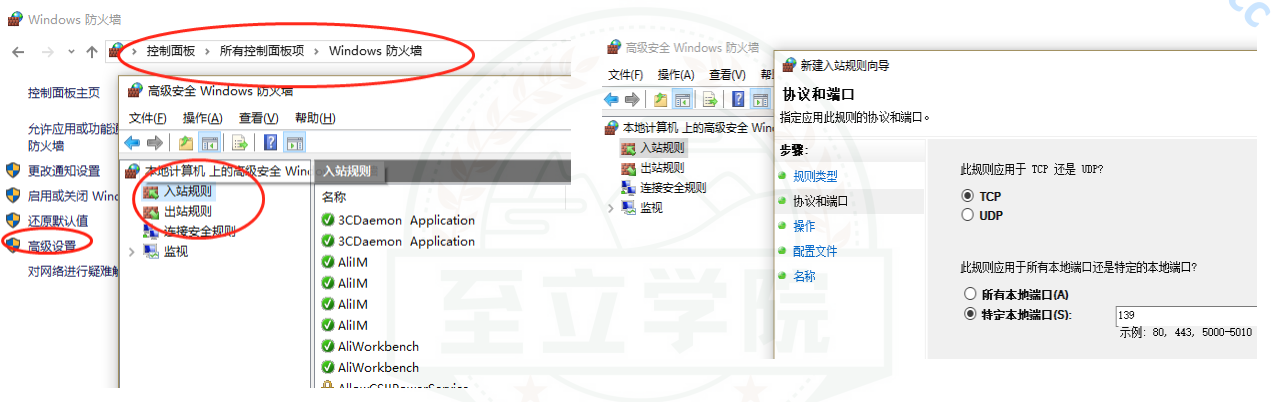 Windows 防火墙
控制面板 > 所有控制面板项 > Windows 防火墙
控制面板主页
允许应用或功能通
防火墙
更改通知设置
启用或关闭 Winc
还原默认值
高级设置
对网络进行疑难解
高级安全 Windows 防火墙
文件(F) 操作(A) 查看(V) 帮助(H)
本地计算机 上的高级安全 Wind
入站规则
出站规则
连接安全规则
监视
入站规则
名称
3CDaemon Application
3CDaemon Application
AliIM
AliIM
AliIM
AliIM
AliWorkbench
AliWorkbench
高级安全 Windows 防火墙
文件(F) 操作(A) 查看(V) 帮
本地计算机 上的高级安全 Win
入站规则
出站规则
连接安全规则
监视
新建入站规则向导
协议和端口
指定应用此规则的协议和端口。
步骤:
规则类型
协议和端口
操作
配置文件
名称
此规则应用于 TCP 还是 UDP?
TCP
UDP
此规则应用于所有本地端口还是特定的本地端口?
所有本地端口(A)
特定本地端口(S):
139
示例: 80, 443, 5000-5010
至立学院
cc